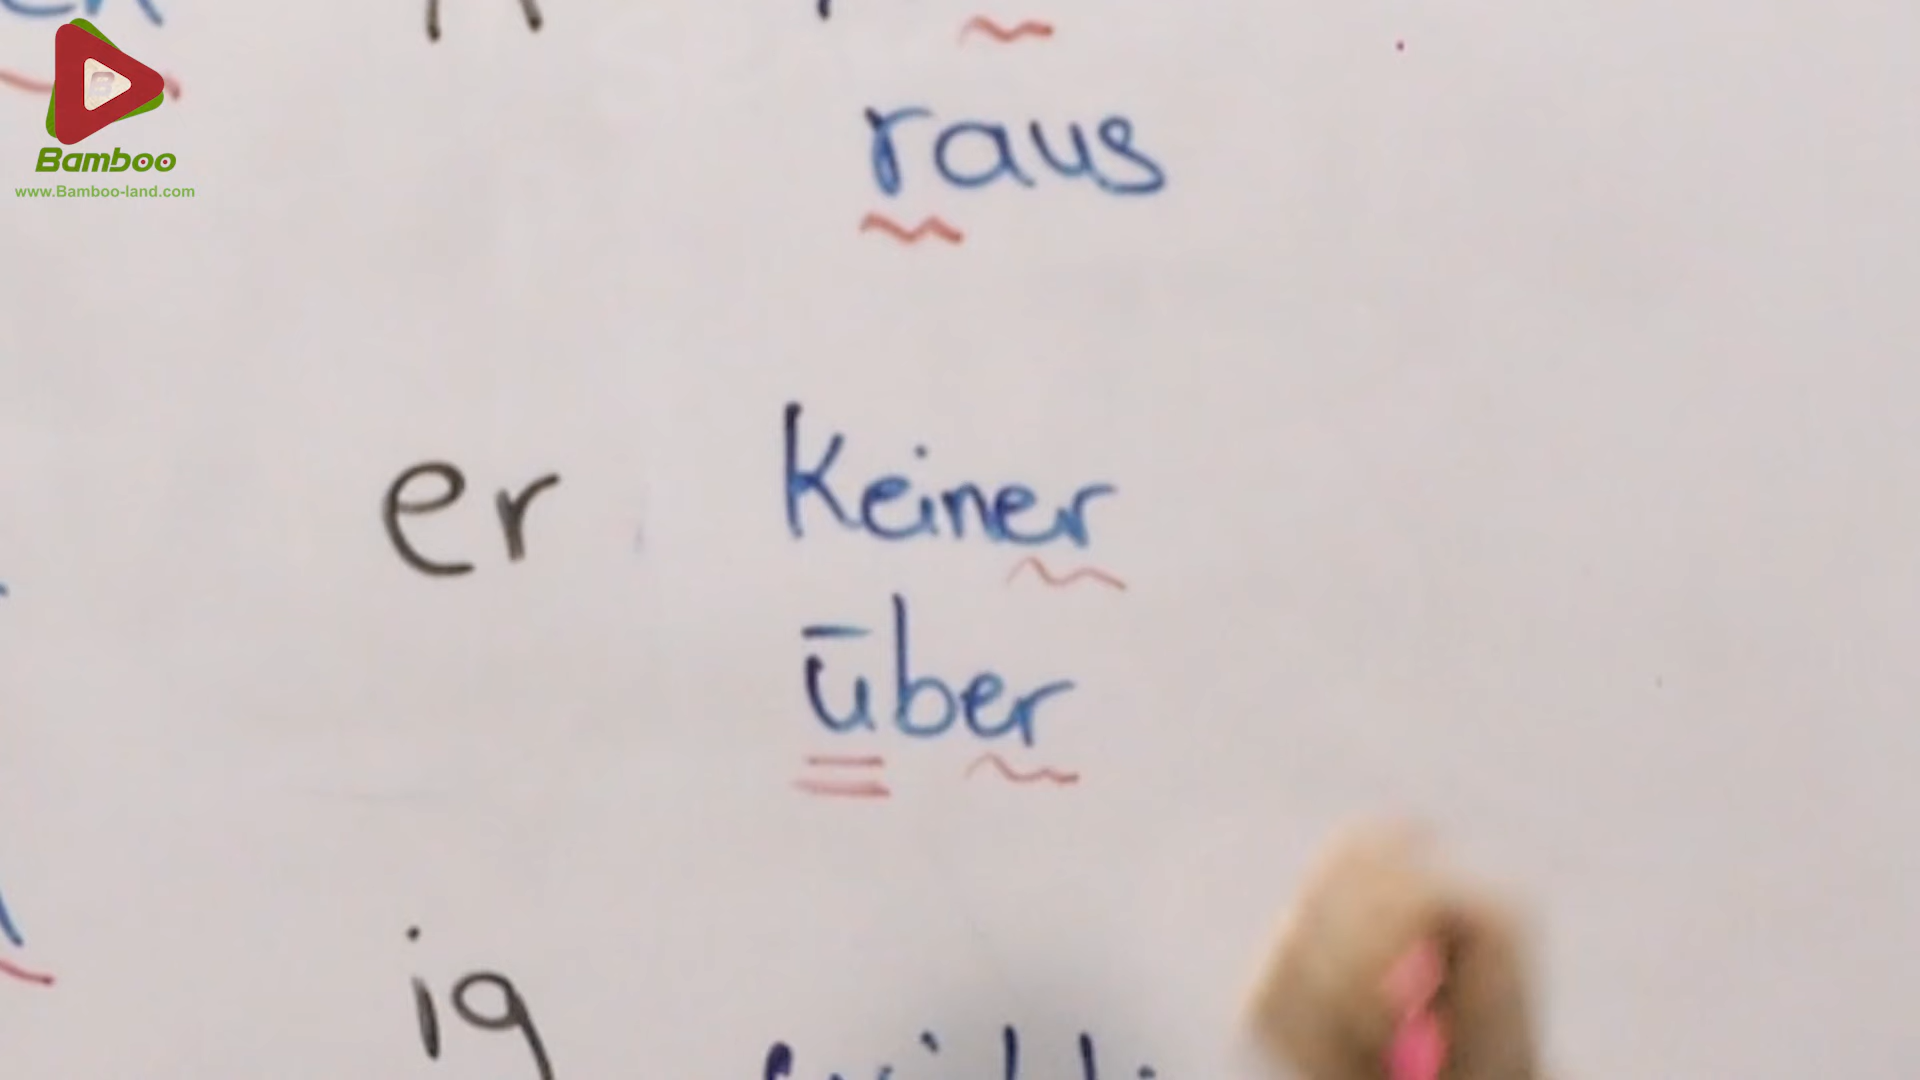 Bamboo
www.Bamboo-land.com
raus
er keiner
über
ig